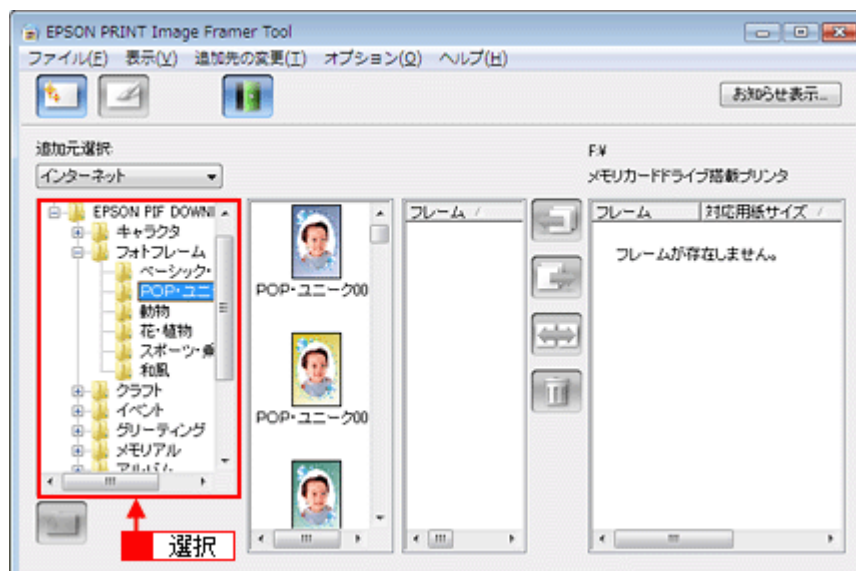 EPSON PRINT Image Framer Tool
ファイル(F) 表示(V) 追加先の変更(I) オプション(O) ヘルプ(H)
お知らせ表示...
追加元選択:
インターネット
F:¥
メモリカードドライブ搭載プリンタ
EPSON PIF DOWNL
キャラクタ
フォトフレーム
ベーシック・
POP・ユニ
動物
花・植物
スポーツ・
和風
クラフト
イベント
グリーティング
メモリアル
アルバム
POP・ユニーク00
POP・ユニーク00
フレーム
フレーム 対応用紙サイズ
フレームが存在しません。
選択